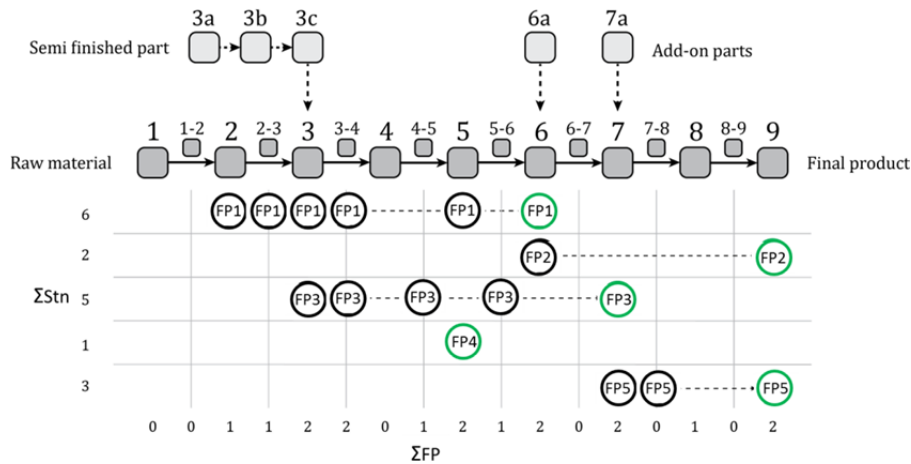 3a 3b 3c 6a 7a
Semi finished part Add-on parts
1 1-2 2 2-3 3 3-4 4 4-5 5 5-6 6 6-7 7 7-8 8 8-9 9
Raw material Final product
6 FP1 FP1 FP1 FP1 FP1 FP1
2 FP2 FP2
ΣStn 5 FP3 FP3 FP3 FP3 FP3
1 FP4
3 FP5 FP5 FP5
0 0 1 1 2 2 0 1 2 1 2 0 2 0 1 0 2
ΣFP